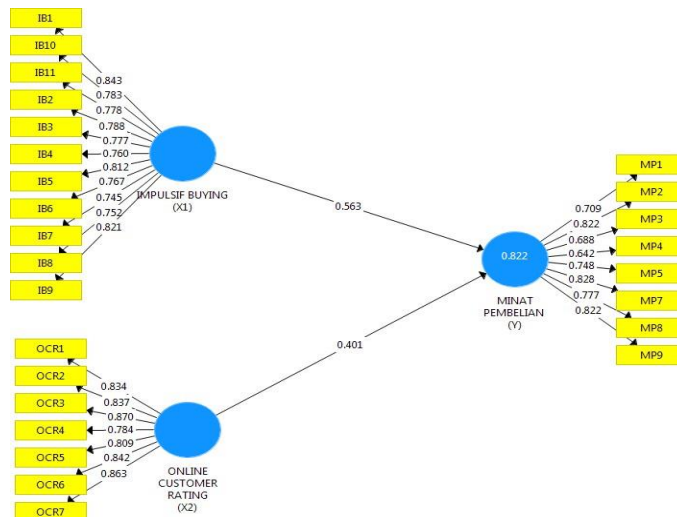 IB1
IB10
IB11
IB2
IB3
IB4
IB5
IB6
IB7
IB8
IB9
0.843
0.783
0.778
0.788
0.777
0.760
0.812
0.767
0.745
0.752
0.821
IMPULSIF BUYING
(X1)
0.563
OCR1
OCR2
OCR3
OCR4
OCR5
OCR6
OCR7
0.834
0.837
0.870
0.784
0.809
0.842
0.863
ONLINE
CUSTOMER
RATING
(X2)
0.401
0.822
MINAT
PEMBELIAN
(Y)
0.709
0.822
0.688
0.642
0.748
0.828
0.777
0.822
MP1
MP2
MP3
MP4
MP5
MP7
MP8
MP9